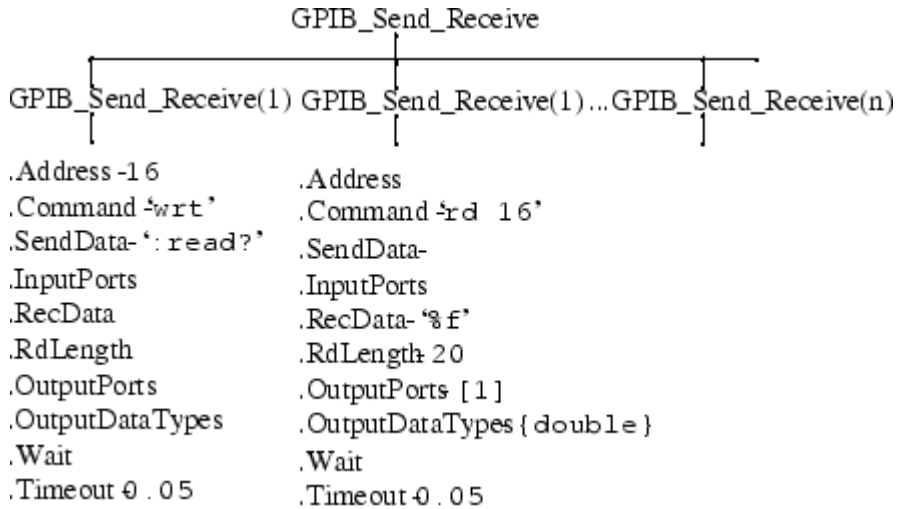 GPIB_Send_Receive
GPIB_Send_Receive(1) GPIB_Send_Receive(1)...GPIB_Send_Receive(n)
.Address -16
.Command -‘wrt’
.SendData-‘:read?’
.InputPorts
.RecData
.RdLength
.OutputPorts
.OutputDataTypes
.Wait
.Timeout -0.05
.Address
.Command -‘rd 16’
.SendData-
.InputPorts
.RecData-‘%f’
.RdLength-20
.OutputPorts-[1]
.OutputDataTypes-{double}
.Wait
.Timeout-0.05